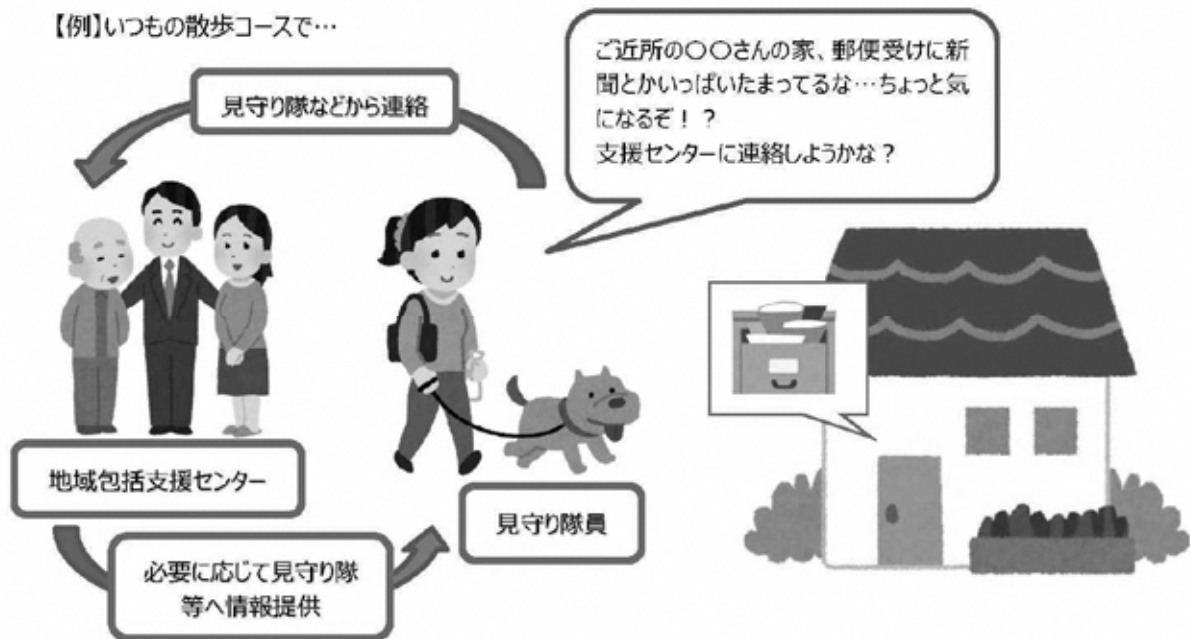 【例】いつもの散歩コースで…
見守り隊などから連絡
ご近所の〇〇さんの家、郵便受けに新
聞とかいっぱいたまってるな…ちょっと気
になるぞ！？
支援センターに連絡しようかな？
地域包括支援センター
見守り隊員
必要に応じて見守り隊
等へ情報提供